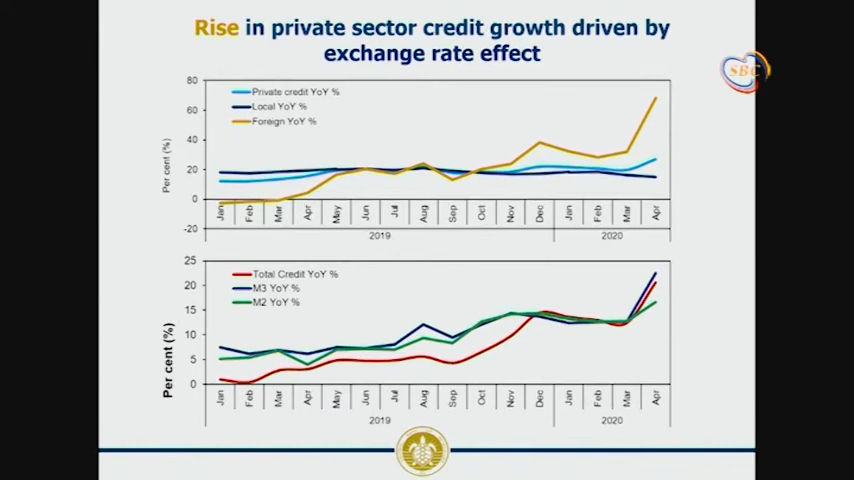 Rise in private sector credit growth driven by
exchange rate effect
SBC
80
60
40
20
0
-20
Per cent (%)
Private credit YoY %
Local YoY %
Foreign YoY %
Jan Feb Mar Apr May Jun Jul Aug Sep Oct Nov Dec Jan Feb Mar Apr
2019 2020
25
20
15
10
5
0
Per cent (%)
Total Credit YoY %
M3 YoY %
M2 YoY %
Jan Feb Mar Apr May Jun Jul Aug Sep Oct Nov Dec Jan Feb Mar Apr
2019 2020